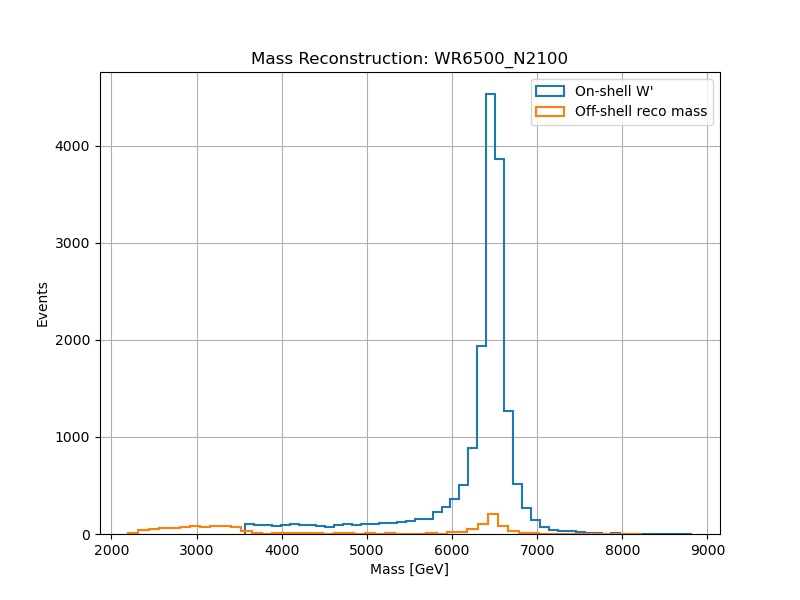 Mass Reconstruction: WR6500_N2100
On-shell W'
Off-shell reco mass
Events
4000
3000
2000
1000
0
2000 3000 4000 5000 6000 7000 8000 9000
Mass [GeV]